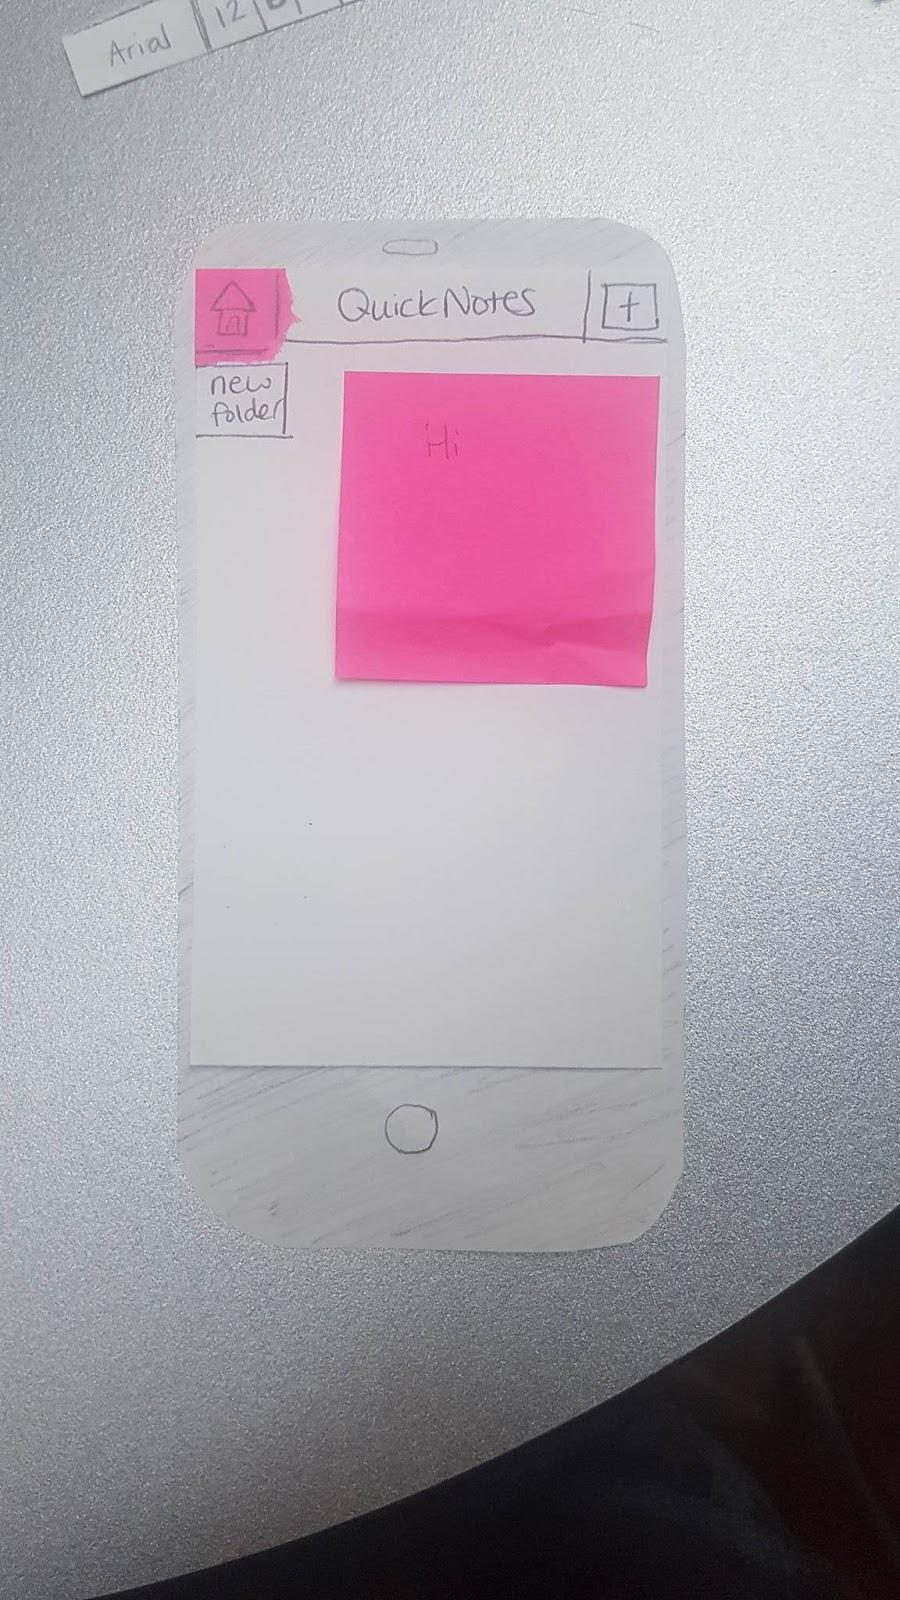 Arial 12 B
QuickNotes +
new
folder
Hi